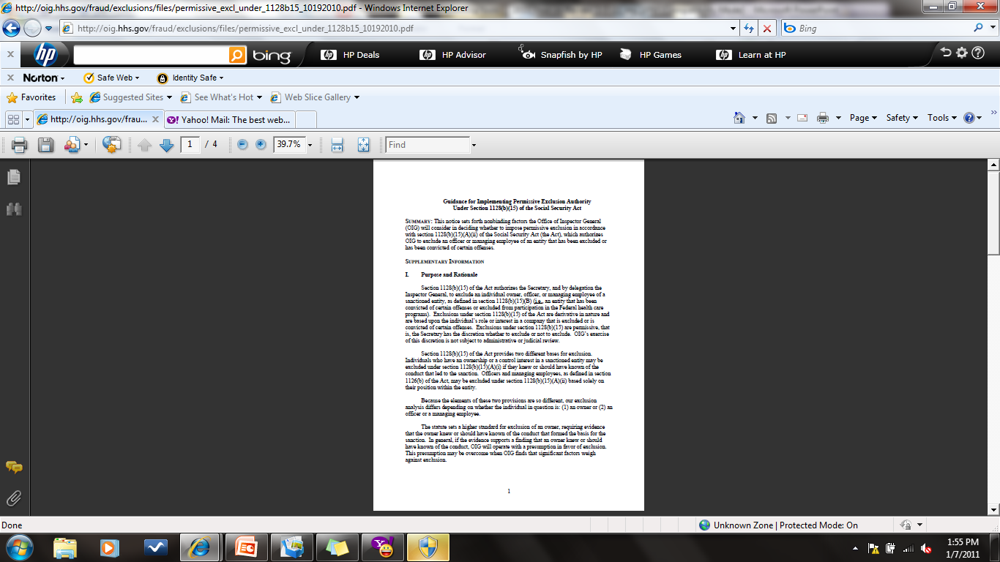 http://oig.hhs.gov/fraud/exclusions/files/permissive_excl_under_1128b15_10192010.pdf - Windows Internet Explorer
http://oig.hhs.gov/fraud/exclusions/files/permissive_excl_under_1128b15_10192010.pdf
Bing
hp
bing
HP Deals
HP Advisor
Snapfish by HP
HP Games
Learn at HP
Norton
Safe Web
Identity Safe
Favorites
Suggested Sites
See What's Hot
Web Slice Gallery
http://oig.hhs.gov/frau...
Yahoo! Mail: The best web...
Page
Safety
Tools
1 / 4
39.7%
Find
Guidance for Implementing Permissive Exclusion Authority
Under Section 1128(b)(15) of the Social Security Act
SUMMARY: This notice sets forth nonbinding factors the Office of Inspector General
(OIG) will consider in deciding whether to impose permissive exclusion in accordance
with section 1128(b)(15)(A)(ii) of the Social Security Act (the Act), which authorizes
OIG to exclude an officer or managing employee of an entity that has been excluded or
has been convicted of certain offenses.
SUPPLEMENTARY INFORMATION
I. Purpose and Rationale
Section 1128(b)(15) of the Act authorizes the Secretary, and by delegation the
Inspector General, to exclude an individual owner, officer, or managing employee of a
sanctioned entity, as defined in section 1128(b)(15)(B) (i.e., an entity that has been
convicted of certain offenses or excluded from participation in the Federal health care
programs). Exclusions under section 1128(b)(15) of the Act are derivative in nature and
are based upon the individual's role or interest in a company that is excluded or is
convicted of certain offenses. Exclusions under section 1128(b)(15) are permissive, that
is, the Secretary has the discretion whether to exclude or not to exclude. OIG's exercise
of this discretion is not subject to administrative or judicial review.
Section 1128(b)(15) of the Act provides two different bases for exclusion.
Individuals who have an ownership or a control interest in a sanctioned entity may be
excluded under section 1128(b)(15)(A)(i) if they knew or should have known of the
conduct that led to the sanction. Officers and managing employees, as defined in section
1126(b) of the Act, may be excluded under section 1128(b)(15)(A)(ii) based solely on
their position within the entity.
Because the elements of these two provisions are so different, our exclusion
analysis differs depending on whether the individual in question is: (1) an owner or (2) an
officer or a managing employee.
The statute sets a higher standard for exclusion of an owner, requiring evidence
that the owner knew or should have known of the conduct that formed the basis for the
sanction. In general, if the evidence supports a finding that an owner knew or should
have known of the conduct, OIG will operate with a presumption in favor of exclusion.
This presumption may be overcome when OIG finds that significant factors weigh
against exclusion.
1
Done
Unknown Zone | Protected Mode: On
1:55 PM
1/7/2011